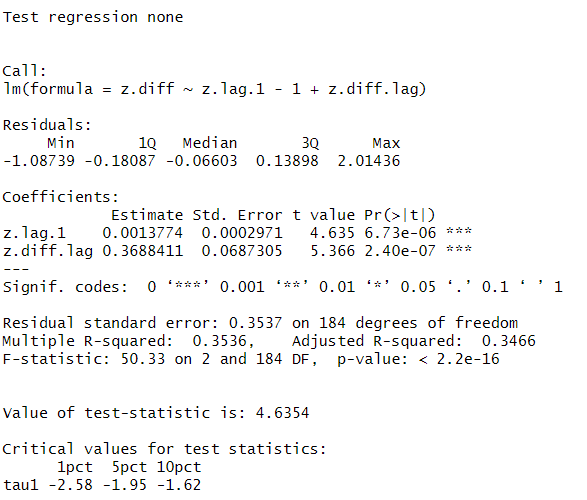 Test regression none
Call:
lm(formula = z.diff ~ z.lag.1 - 1 + z.diff.lag)
Residuals:
     Min       1Q   Median       3Q      Max
-1.08739 -0.18087 -0.06603  0.13898  2.01436
Coefficients:
            Estimate Std. Error t value Pr(>|t|)
z.lag.1    0.0013774  0.0002971   4.635 6.73e-06 ***
z.diff.lag 0.3688411  0.0687305   5.366 2.40e-07 ***
---
Signif. codes:  0 ‘***’ 0.001 ‘**’ 0.01 ‘*’ 0.05 ‘.’ 0.1 ‘ ’ 1
Residual standard error: 0.3537 on 184 degrees of freedom
Multiple R-squared:  0.3536,    Adjusted R-squared:  0.3466
F-statistic: 50.33 on 2 and 184 DF,  p-value: < 2.2e-16
Value of test-statistic is: 4.6354
Critical values for test statistics:
      1pct  5pct 10pct
tau1 -2.58 -1.95 -1.62